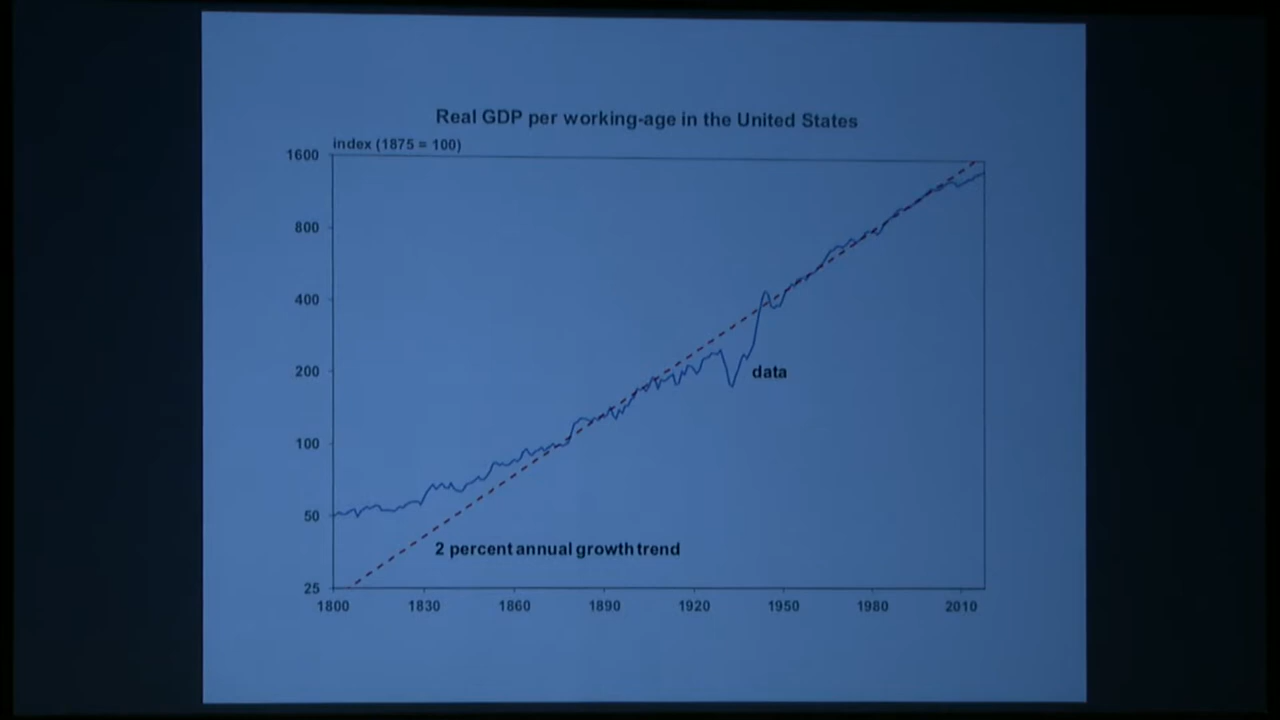 Real GDP per working-age in the United States
index (1875 = 100)
1600
800
400
200
100
50
25
data
2 percent annual growth trend
1800 1830 1860 1890 1920 1950 1980 2010